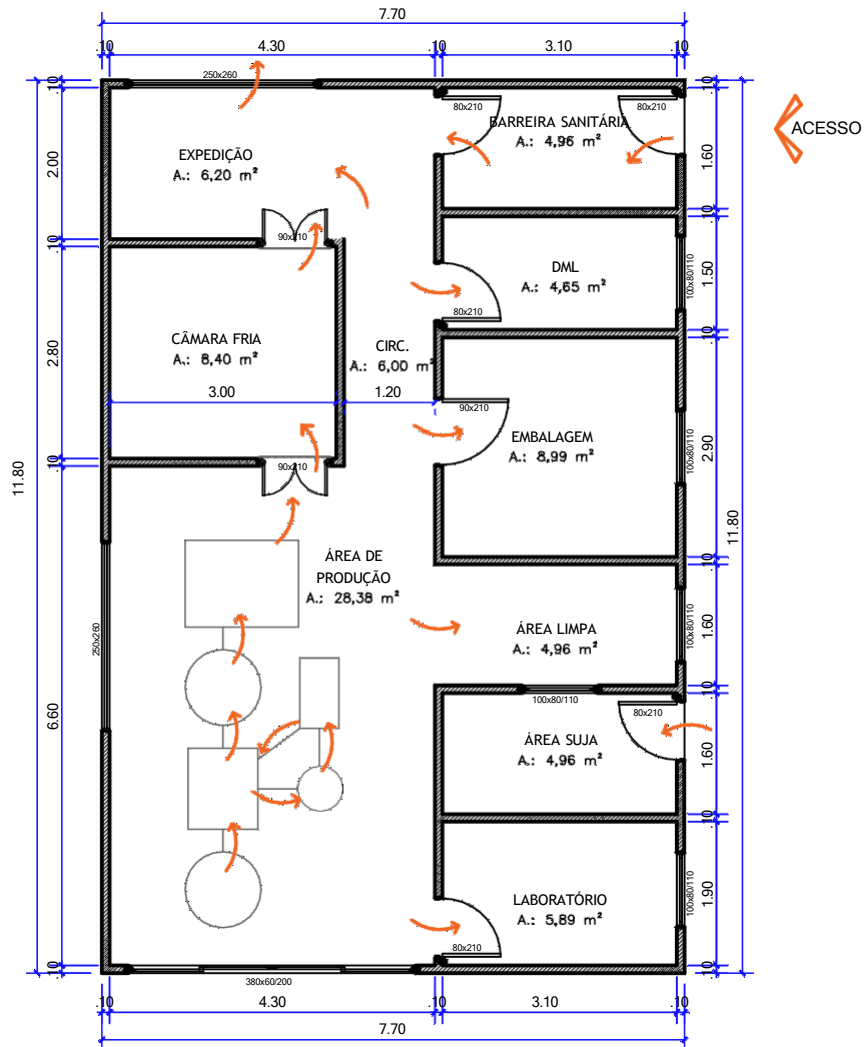 7.70
.10 4.30 .10 3.10 .10
250x260
80x210 80x210
BARREIRA SANITÁRIA
A.: 4,96 m²
ACESSO
EXPEDIÇÃO
A.: 6,20 m²
.10 2.00 .10 2.80 .10 6.60 .10
11.80
90x210
DML
A.: 4,65 m²
80x210
100x80/110
CÂMARA FRIA
A.: 8,40 m²
CIRC.
A.: 6,00 m²
3.00 1.20
90x210
EMBALAGEM
A.: 8,99 m²
100x80/110
90x210
.10 1.60 .10 1.50 .10 2.90 .10 1.60 .10 1.60 .10 1.90 .10
11.80
ÁREA DE
PRODUÇÃO
A.: 28,38 m²
250x260
ÁREA LIMPA
A.: 4,96 m²
100x80/110
100x80/110
80x210
ÁREA SUJA
A.: 4,96 m²
LABORATÓRIO
A.: 5,89 m²
100x80/110
80x210
380x60/200
.10 4.30 .10 3.10 .10
7.70